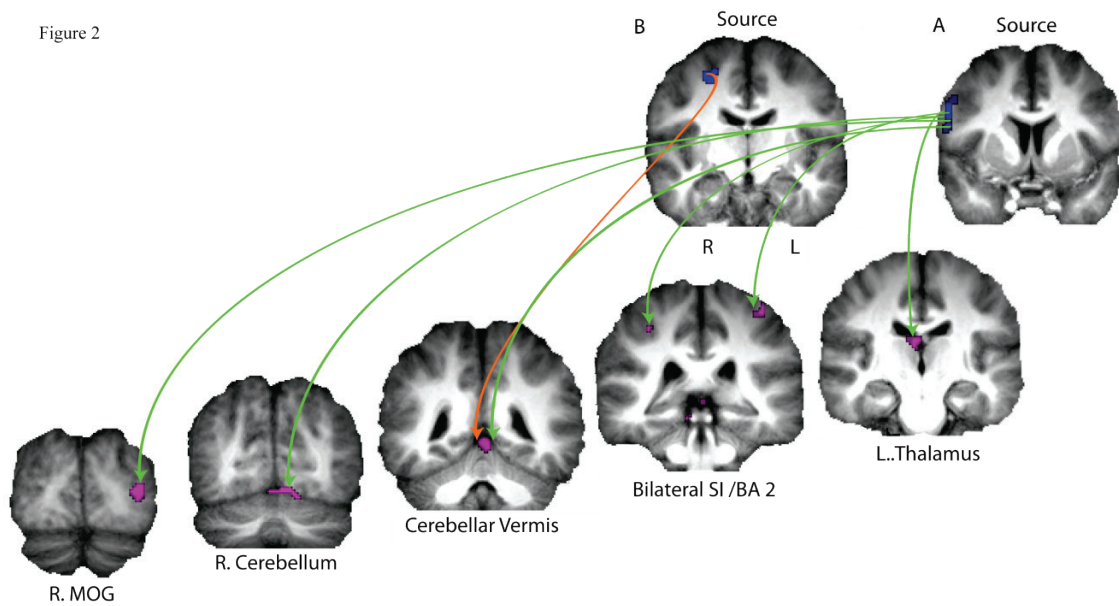 Figure 2
B
Source
A
Source
R
L
L..Thalamus
Bilateral SI /BA 2
Cerebellar Vermis
R. Cerebellum
R. MOG